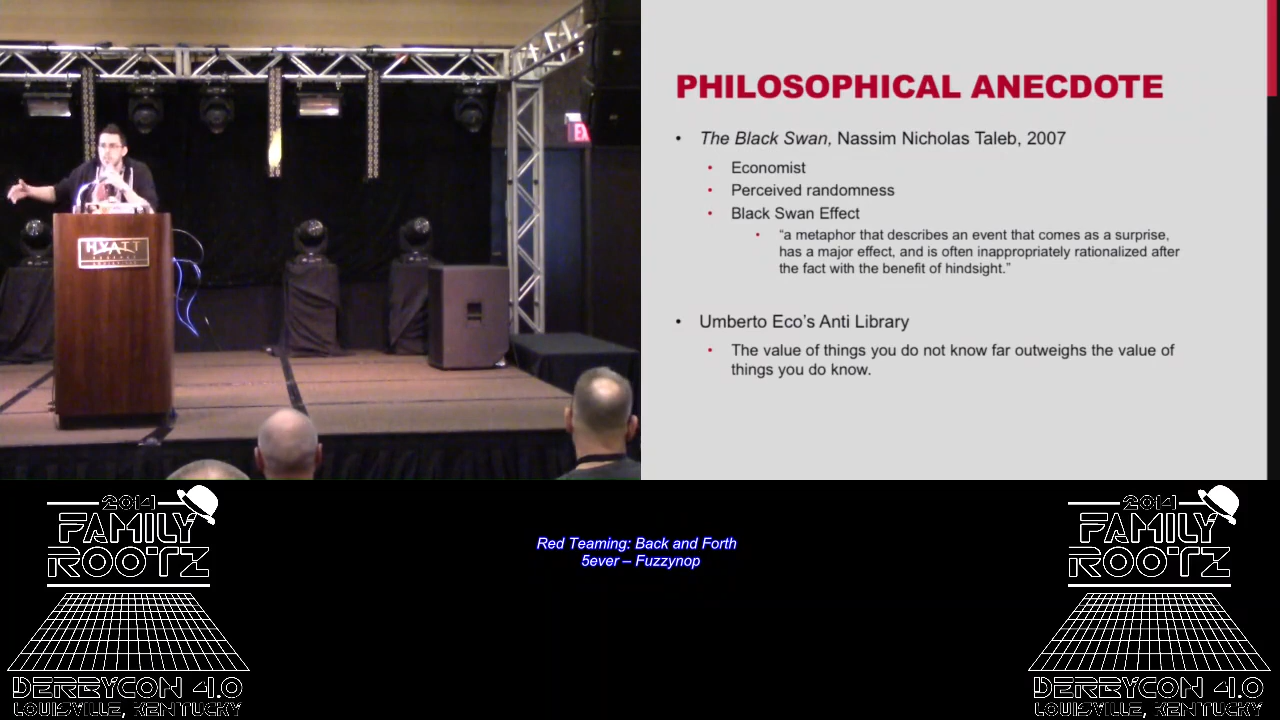 PHILOSOPHICAL ANECDOTE
• The Black Swan, Nassim Nicholas Taleb, 2007
• Economist
• Perceived randomness
• Black Swan Effect
• “a metaphor that describes an event that comes as a surprise,
has a major effect, and is often inappropriately rationalized after
the fact with the benefit of hindsight.”
• Umberto Eco’s Anti Library
• The value of things you do not know far outweighs the value of
things you do know.
HYATT
2014
FAMILY
ROOTZ
DERBYCON 4.0
LOUISVILLE, KENTUCKY
Red Teaming: Back and Forth
5ever – Fuzzynop
2014
FAMILY
ROOTZ
DERBYCON 4.0
LOUISVILLE, KENTUCKY